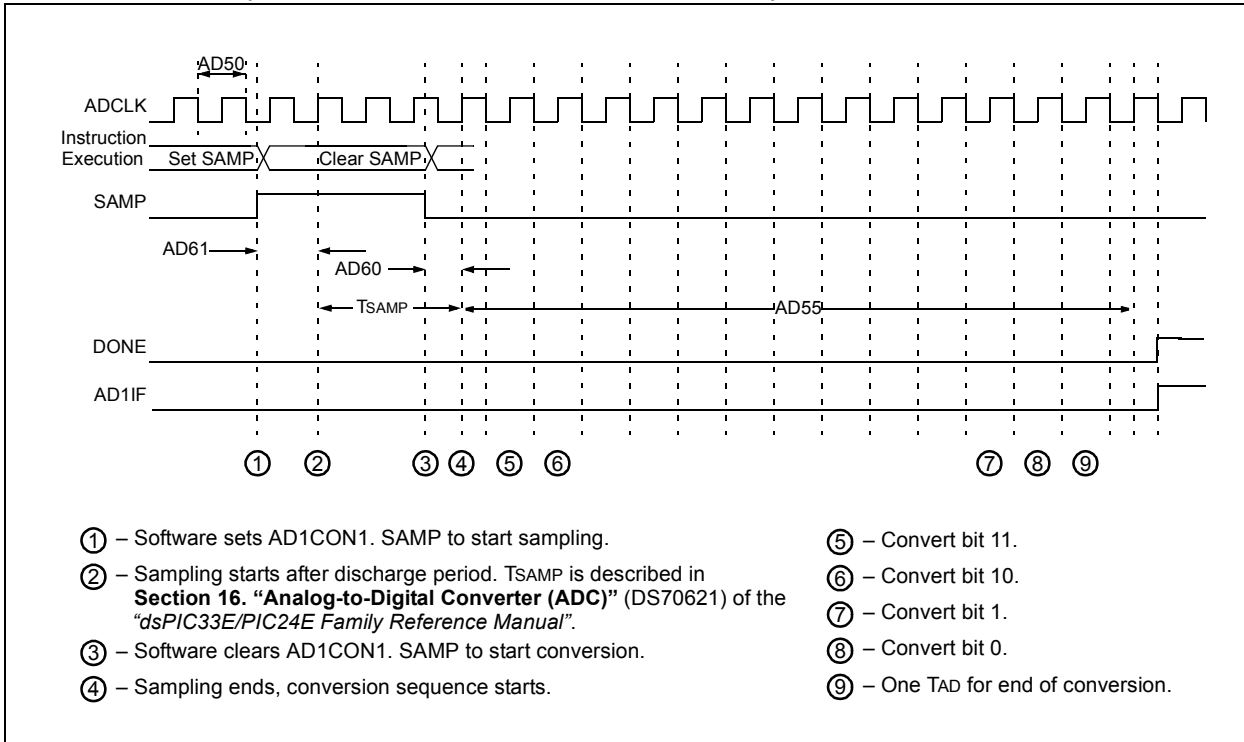 AD50
ADCLK
Instruction
Execution
Set SAMP
Clear SAMP
SAMP
AD61
AD60
TSAMP
AD55
DONE
AD1IF
1 2 3 4 5 6 7 8 9
1 – Software sets AD1CON1. SAMP to start sampling.
2 – Sampling starts after discharge period. TSAMP is described in
Section 16. “Analog-to-Digital Converter (ADC)” (DS70621) of the
“dsPIC33E/PIC24E Family Reference Manual”.
3 – Software clears AD1CON1. SAMP to start conversion.
4 – Sampling ends, conversion sequence starts.
5 – Convert bit 11.
6 – Convert bit 10.
7 – Convert bit 1.
8 – Convert bit 0.
9 – One TAD for end of conversion.